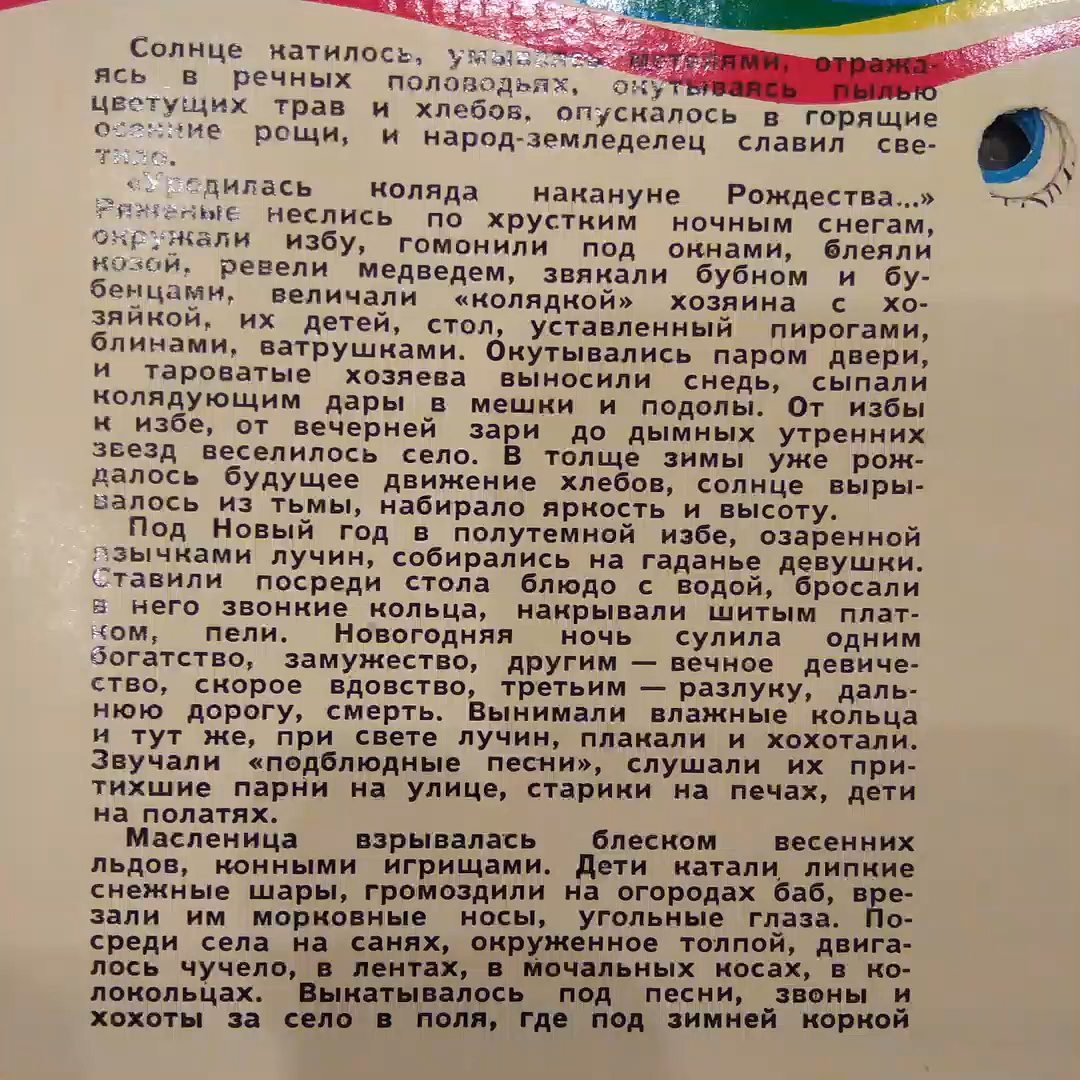 Солнце катилось, умываясь метелями, отража-
ясь в речных половодьях, окутываясь пылью
цветущих трав и хлебов, опускалось в горящие
осенние рощи, и народ-земледелец славил све-
тило.
«Уродилась коляда накануне Рождества...»
Ряженые неслись по хрустким ночным снегам,
окружали избу, гомонили под окнами, блеяли
козой, ревели медведем, звякали бубном и бу-
бенцами, величали «колядкой» хозяина с хо-
зяйкой, их детей, стол, уставленный пирогами,
блинами, ватрушками. Окутывались паром двери,
и тароватые хозяева выносили снедь, сыпали
колядующим дары в мешки и подолы. От избы
к избе, от вечерней зари до дымных утренних
звезд веселилось село. В толще зимы уже рож-
далось будущее движение хлебов, солнце выры-
валось из тьмы, набирало яркость и высоту.
Под Новый год в полутемной избе, озаренной
язычками лучин, собирались на гаданье девушки.
Ставили посреди стола блюдо с водой, бросали
в него звонкие кольца, накрывали шитым плат-
ком, пели. Новогодняя ночь сулила одним
богатство, замужество, другим — вечное девиче-
ство, скорое вдовство, третьим — разлуку, даль-
нюю дорогу, смерть. Вынимали влажные кольца
и тут же, при свете лучин, плакали и хохотали.
Звучали «подблюдные песни», слушали их при-
тихшие парни на улице, старики на печах, дети
на полатях.
Масленица взрывалась блеском весенних
льдов, конными игрищами. Дети катали липкие
снежные шары, громоздили на огородах баб, вре-
зали им морковные носы, угольные глаза. По-
среди села на санях, окруженное толпой, двига-
лось чучело, в лентах, в мочальных косах, в ко-
локольцах. Выкатывалось под песни, звоны и
хохоты за село в поля, где под зимней коркой